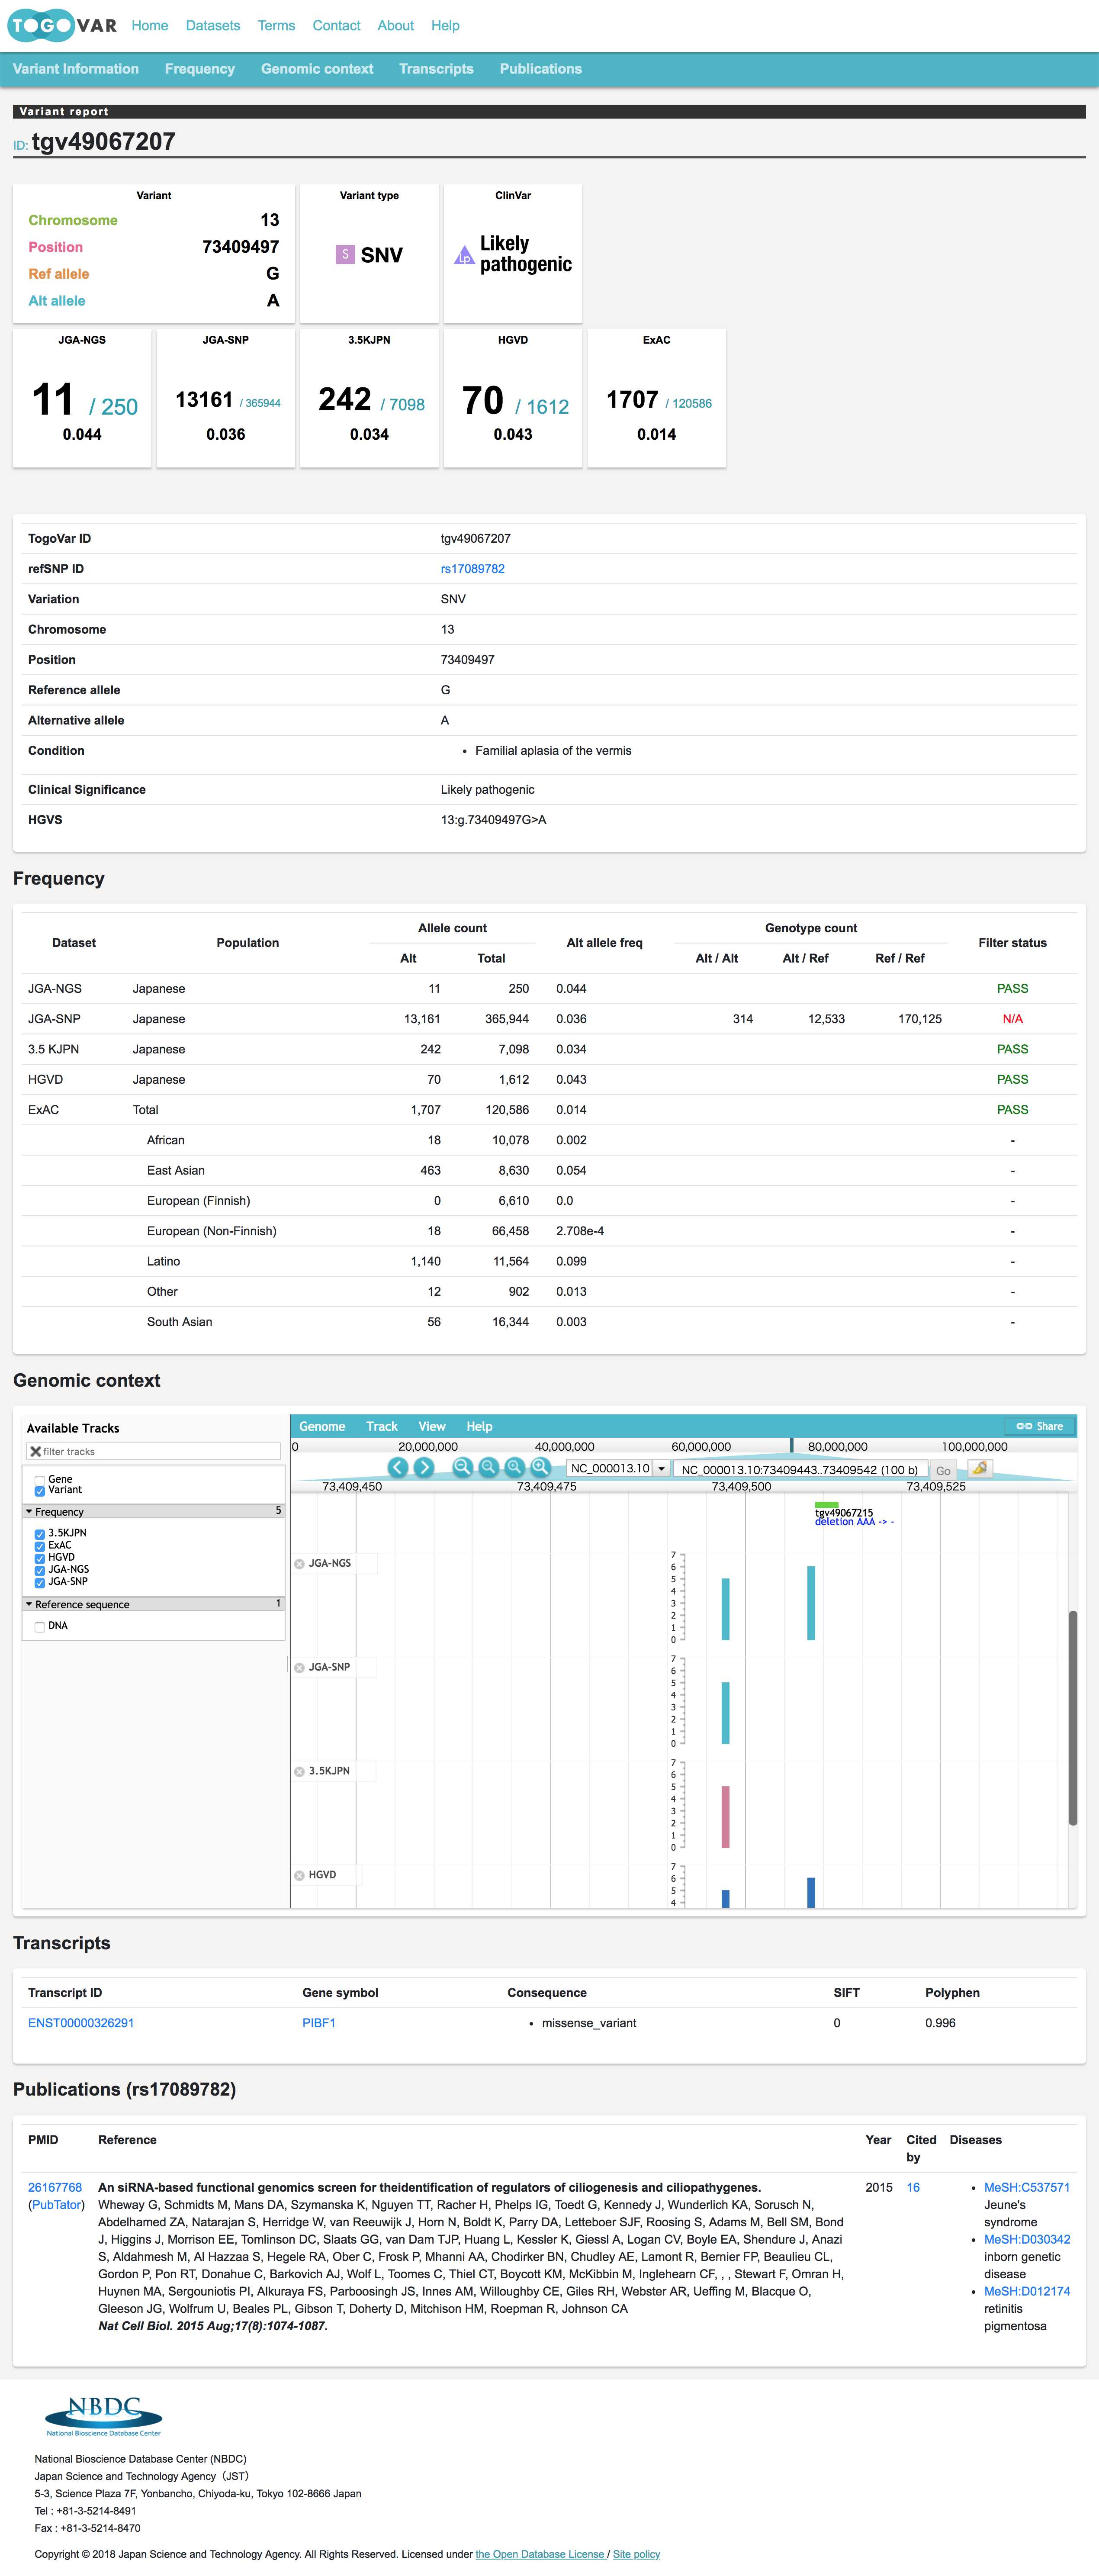 TOGOVAR Home Datasets Terms Contact About Help
Variant Information Frequency Genomic context Transcripts Publications
Variant report
ID: tgv49067207
Variant Variant type ClinVar
Chromosome 13
Position 73409497
Ref allele G
Alt allele A
S SNV
Lp Likely
pathogenic
JGA-NGS JGA-SNP 3.5KJPN HGVD ExAC
11 / 250 13161 / 365944 242 / 7098 70 / 1612 1707 / 120586
0.044 0.036 0.034 0.043 0.014
TogoVar ID tgv49067207
refSNP ID rs17089782
Variation SNV
Chromosome 13
Position 73409497
Reference allele G
Alternative allele A
Condition • Familial aplasia of the vermis
Clinical Significance Likely pathogenic
HGVS 13:g.73409497G>A
Frequency
Dataset Population Allele count Alt allele freq Genotype count Filter status
Alt Total Alt / Alt Alt / Ref Ref / Ref
JGA-NGS Japanese 11 250 0.044 PASS
JGA-SNP Japanese 13,161 365,944 0.036 314 12,533 170,125 N/A
3.5 KJPN Japanese 242 7,098 0.034 PASS
HGVD Japanese 70 1,612 0.043 PASS
ExAC Total 1,707 120,586 0.014 PASS
African 18 10,078 0.002 -
East Asian 463 8,630 0.054 -
European (Finnish) 0 6,610 0.0 -
European (Non-Finnish) 18 66,458 2.708e-4 -
Latino 1,140 11,564 0.099 -
Other 12 902 0.013 -
South Asian 56 16,344 0.003 -
Genomic context
Available Tracks
filter tracks
Gene
Variant
Frequency 5
3.5KJPN
ExAC
HGVD
JGA-NGS
JGA-SNP
Reference sequence 1
DNA
Genome Track View Help Share
0 20,000,000 40,000,000 60,000,000 80,000,000 100,000,000
NC_000013.10 NC_000013.10:73409443..73409542 (100 b) Go
73,409,450 73,409,475 73,409,500 73,409,525
tgv49067215
deletion AAA -> -
JGA-NGS
7
6
5
4
3
2
1
0
JGA-SNP
7
6
5
4
3
2
1
0
3.5KJPN
7
6
5
4
3
2
1
0
HGVD
7
6
5
4
Transcripts
Transcript ID Gene symbol Consequence SIFT Polyphen
ENST00000326291 PIBF1 • missense_variant 0 0.996
Publications (rs17089782)
PMID Reference Year Cited by Diseases
26167768
(PubTator)
An siRNA-based functional genomics screen for theidentification of regulators of ciliogenesis and ciliopathygenes.
Wheway G, Schmidts M, Mans DA, Szymanska K, Nguyen TT, Racher H, Phelps IG, Toedt G, Kennedy J, Wunderlich KA, Sorusch N,
Abdelhamed ZA, Natarajan S, Herridge W, van Reeuwijk J, Horn N, Boldt K, Parry DA, Letteboer SJF, Roosing S, Adams M, Bell SM, Bond
J, Higgins J, Morrison EE, Tomlinson DC, Slaats GG, van Dam TJP, Huang L, Kessler K, Giessl A, Logan CV, Boyle EA, Shendure J, Anazi
S, Aldahmesh M, Al Hazzaa S, Hegele RA, Ober C, Frosk P, Mhanni AA, Chodirker BN, Chudley AE, Lamont R, Bernier FP, Beaulieu CL,
Gordon P, Pon RT, Donahue C, Barkovich AJ, Wolf L, Toomes C, Thiel CT, Boycott KM, McKibbin M, Inglehearn CF, , , Stewart F, Omran H,
Huynen MA, Sergouniotis PI, Alkuraya FS, Parboosingh JS, Innes AM, Willoughby CE, Giles RH, Webster AR, Ueffing M, Blacque O,
Gleeson JG, Wolfrum U, Beales PL, Gibson T, Doherty D, Mitchison HM, Roepman R, Johnson CA
Nat Cell Biol. 2015 Aug;17(8):1074-1087.
2015 16
• MeSH:C537571
Jeune's
syndrome
• MeSH:D030342
inborn genetic
disease
• MeSH:D012174
retinitis
pigmentosa
NBDC
National Bioscience Database Center
National Bioscience Database Center (NBDC)
Japan Science and Technology Agency（JST）
5-3, Science Plaza 7F, Yonbancho, Chiyoda-ku, Tokyo 102-8666 Japan
Tel : +81-3-5214-8491
Fax : +81-3-5214-8470
Copyright © 2018 Japan Science and Technology Agency. All Rights Reserved. Licensed under the Open Database License / Site policy